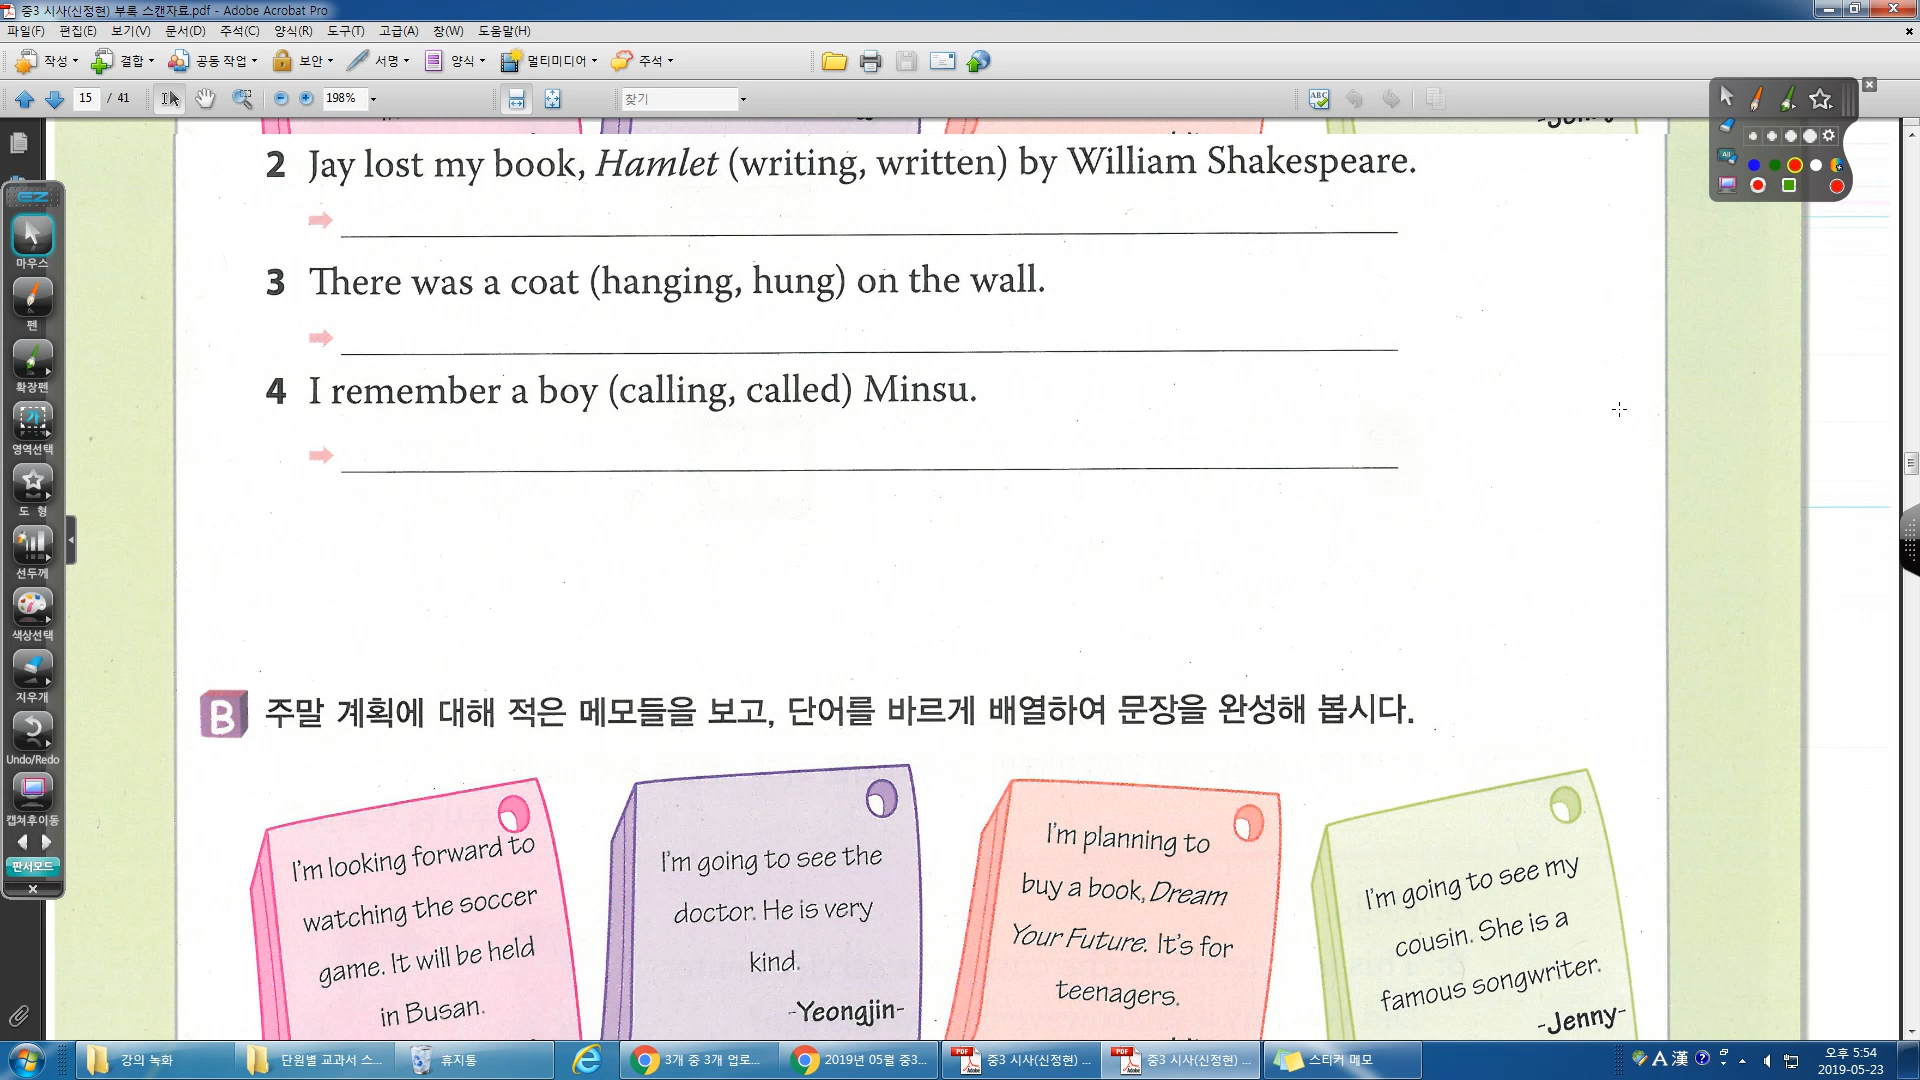 중3 시사(신정현) 부록 스캔자료.pdf - Adobe Acrobat Pro
파일(F) 편집(E) 보기(V) 문서(D) 주석(C) 양식(R) 도구(T) 고급(A) 창(W) 도움말(H)
작성 결합 공동 작업 보안 서명 양식 멀티미디어 주석
15 / 41 198% 찾기
2 Jay lost my book, Hamlet (writing, written) by William Shakespeare.
3 There was a coat (hanging, hung) on the wall.
4 I remember a boy (calling, called) Minsu.
B 주말 계획에 대해 적은 메모들을 보고, 단어를 바르게 배열하여 문장을 완성해 봅시다.
I'm looking forward to
watching the soccer
game. It will be held
in Busan.
I'm going to see the
doctor. He is very
kind.
-Yeongjin-
I'm planning to
buy a book, Dream
Your Future. It's for
teenagers.
I'm going to see my
cousin. She is a
famous songwriter.
-Jenny-
EZ
마우스
펜
확장펜
영역선택
도 형
선두께
색상선택
지우개
Undo/Redo
캡쳐후이동
판서모드
강의 녹화
단원별 교과서 스...
휴지통
3개 중 3개 업로...
2019년 05월 중3...
중3 시사(신정현) ...
중3 시사(신정현) ...
스티커 메모
A 漢
오후 5:54
2019-05-23